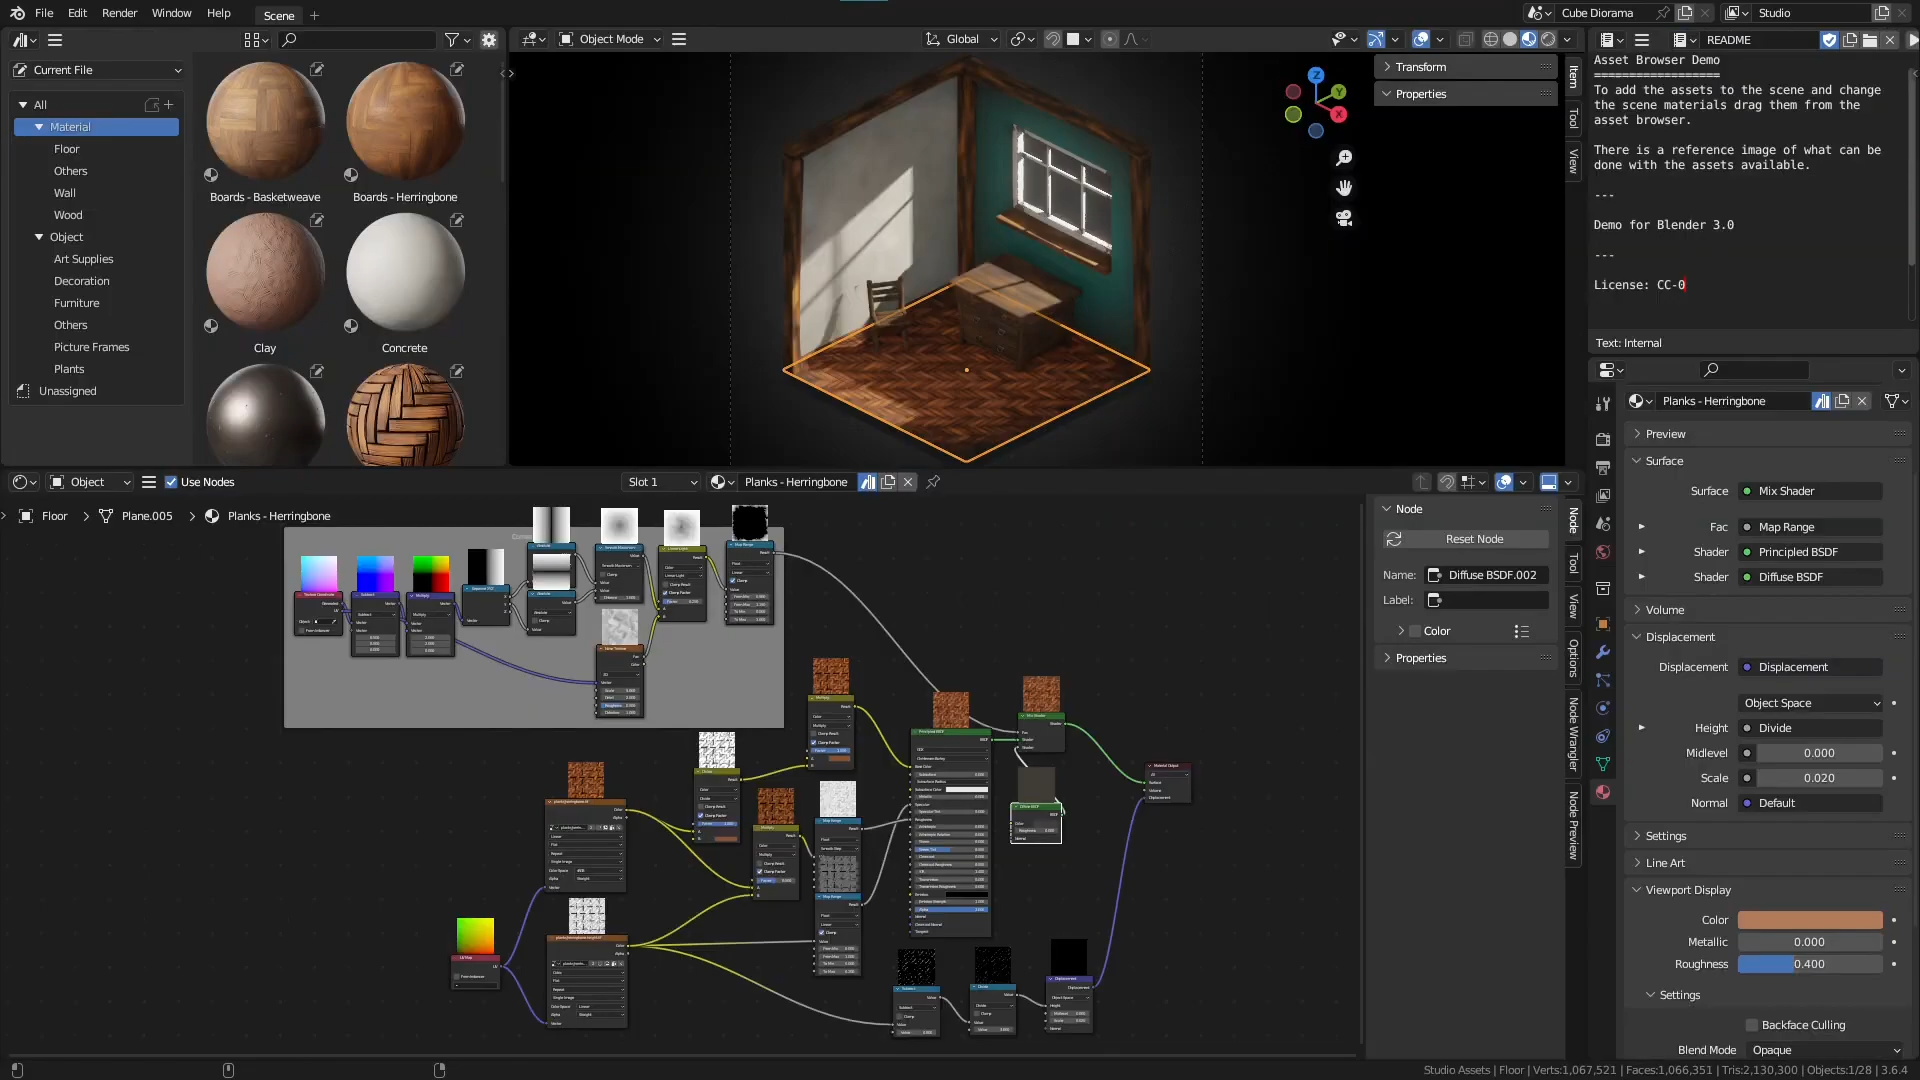 File Edit Render Window Help Scene
Cube Diorama
Studio
Current File
All
Material
Floor
Others
Wall
Wood
Object
Art Supplies
Decoration
Furniture
Others
Picture Frames
Plants
Unassigned
Boards - Basketweave
Boards - Herringbone
Clay
Concrete
Object Mode
Global
Z
Y
X
Transform
Properties
Item
Tool
View
README
Asset Browser Demo
===================
To add the assets to the scene and change
the scene materials drag them from the
asset browser.
There is a reference image of what can be
done with the assets available.
---
Demo for Blender 3.0
---
License: CC-0
Text: Internal
Object
Use Nodes
Slot 1
Planks - Herringbone
Floor
Plane.005
Planks - Herringbone
Node
Reset Node
Name: Diffuse BSDF.002
Label:
Color
Properties
Node
Tool
View
Options
Node Wrangler
Node Preview
Planks - Herringbone
Preview
Surface
Surface Mix Shader
Fac Map Range
Shader Principled BSDF
Shader Diffuse BSDF
Volume
Displacement
Displacement Displacement
Object Space
Height Divide
Midlevel 0.000
Scale 0.020
Normal Default
Settings
Line Art
Viewport Display
Color
Metallic 0.000
Roughness 0.400
Settings
Backface Culling
Blend Mode Opaque
Studio Assets | Floor | Verts:1,067,521 | Faces:1,066,351 | Tris:2,130,300 | Objects:1/28 | 3.6.4